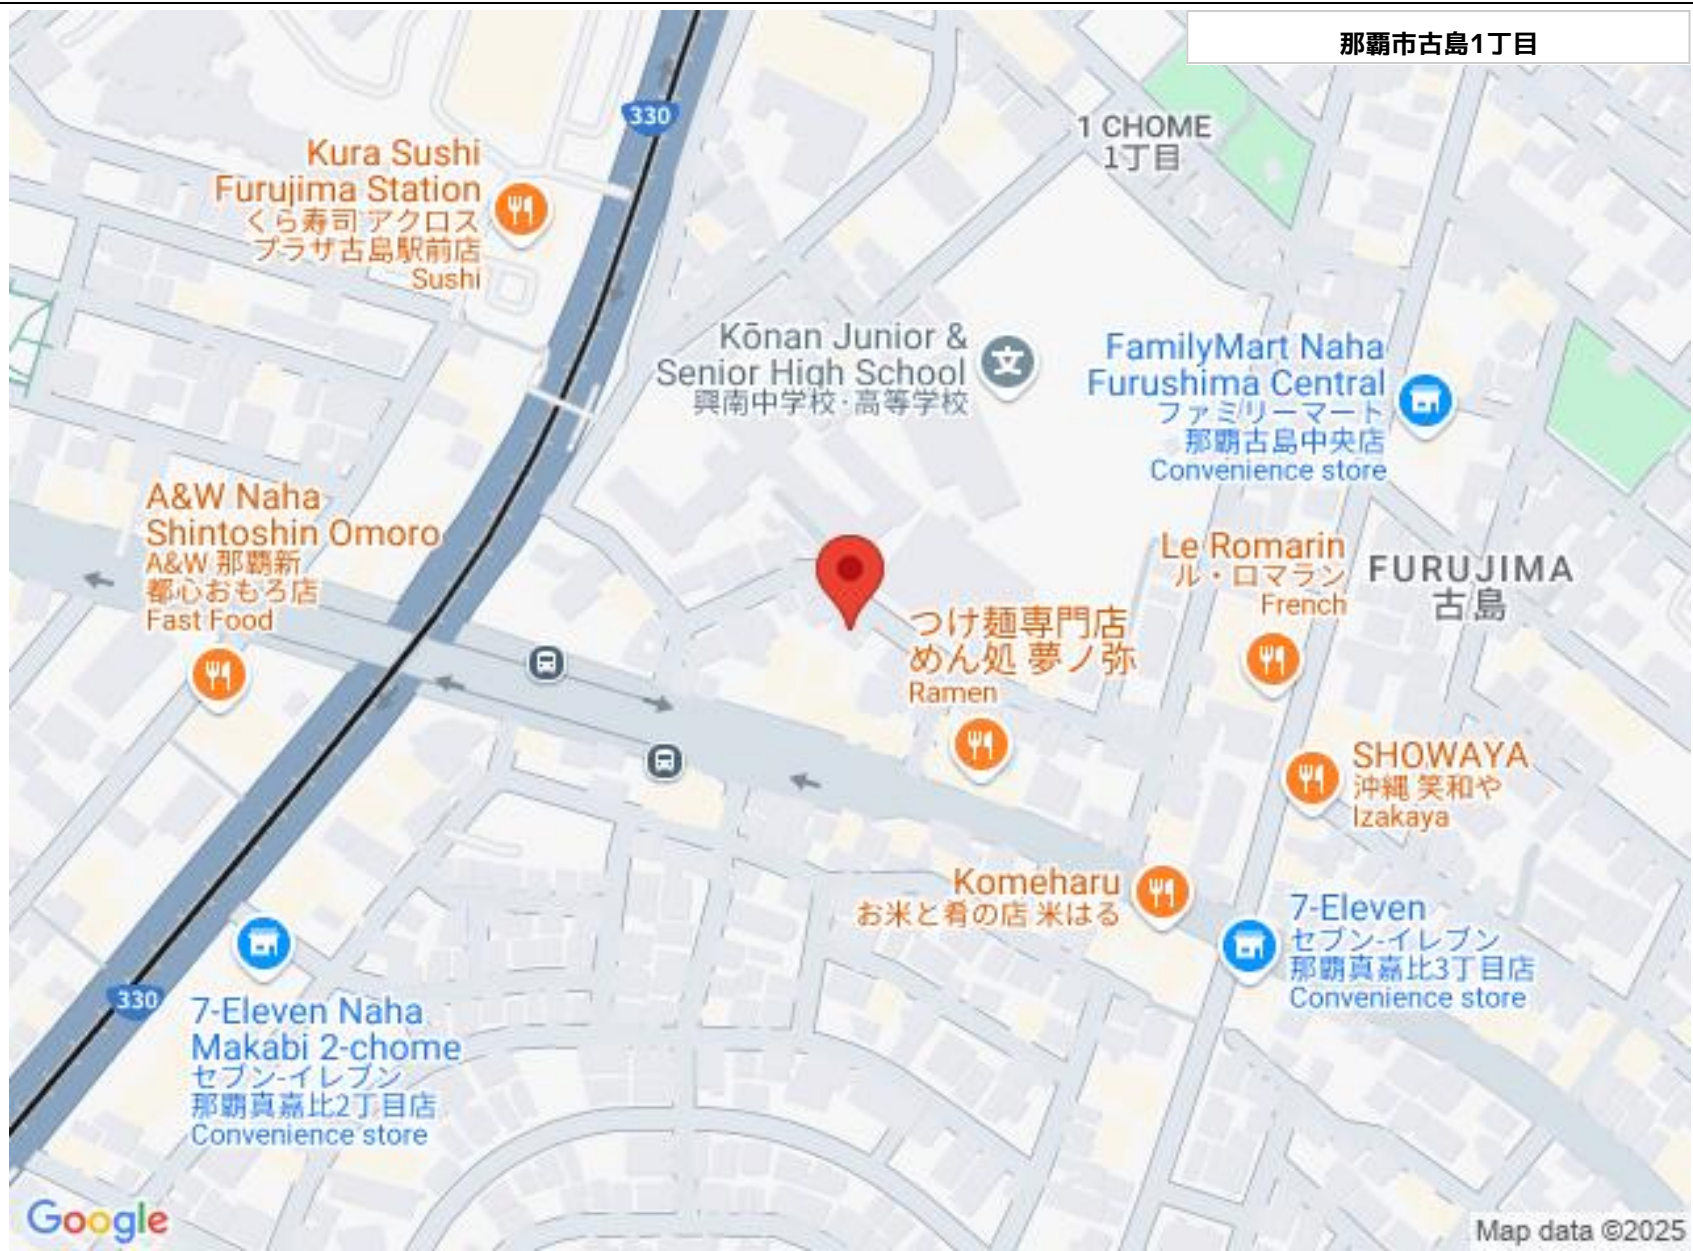 那覇市古島1丁目
330
1 CHOME
1丁目
Kura Sushi
Furujima Station
くら寿司 アクロス
プラザ古島駅前店
Sushi
Kōnan Junior &
Senior High School
興南中学校・高等学校
FamilyMart Naha
Furushima Central
ファミリーマート
那覇古島中央店
Convenience store
A&W Naha
Shintoshin Omoro
A&W 那覇新
都心おもろ店
Fast Food
Le Romarin
ル・ロマラン
French
FURUJIMA
古島
つけ麺専門店
めん処 夢ノ弥
Ramen
SHOWAYA
沖縄 笑和や
Izakaya
Komeharu
お米と肴の店 米はる
7-Eleven
セブン-イレブン
那覇真嘉比3丁目店
Convenience store
330
7-Eleven Naha
Makabi 2-chome
セブン-イレブン
那覇真嘉比2丁目店
Convenience store
Google
Map data ©2025